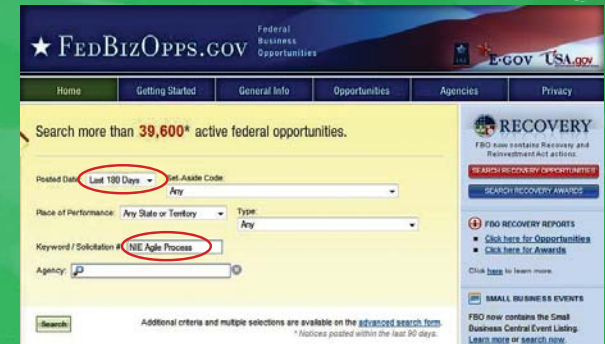 ★ FEDBIZOPPS.GOV
Federal
Business
Opportunities
E-GOV USA.gov
Home Getting Started General Info Opportunities Agencies Privacy
Search more than 39,600* active federal opportunities.
Posted Date: Last 180 Days Set-Aside Code:
Any
Place of Performance: Any State or Territory Type:
Any
Keyword / Solicitation # NIE Agile Process
Agency:
Search Additional criteria and multiple selections are available on the advanced search form.
* Notices posted within the last 90 days.
RECOVERY
FBO now contains Recovery and
Reinvestment Act actions.
SEARCH RECOVERY OPPORTUNITIES
SEARCH RECOVERY AWARDS
FBO RECOVERY REPORTS
Click here for Opportunities
Click here for Awards
Click here to learn more.
SMALL BUSINESS EVENTS
FBO now contains the Small
Business Central Event Listing.
Learn more or search now.